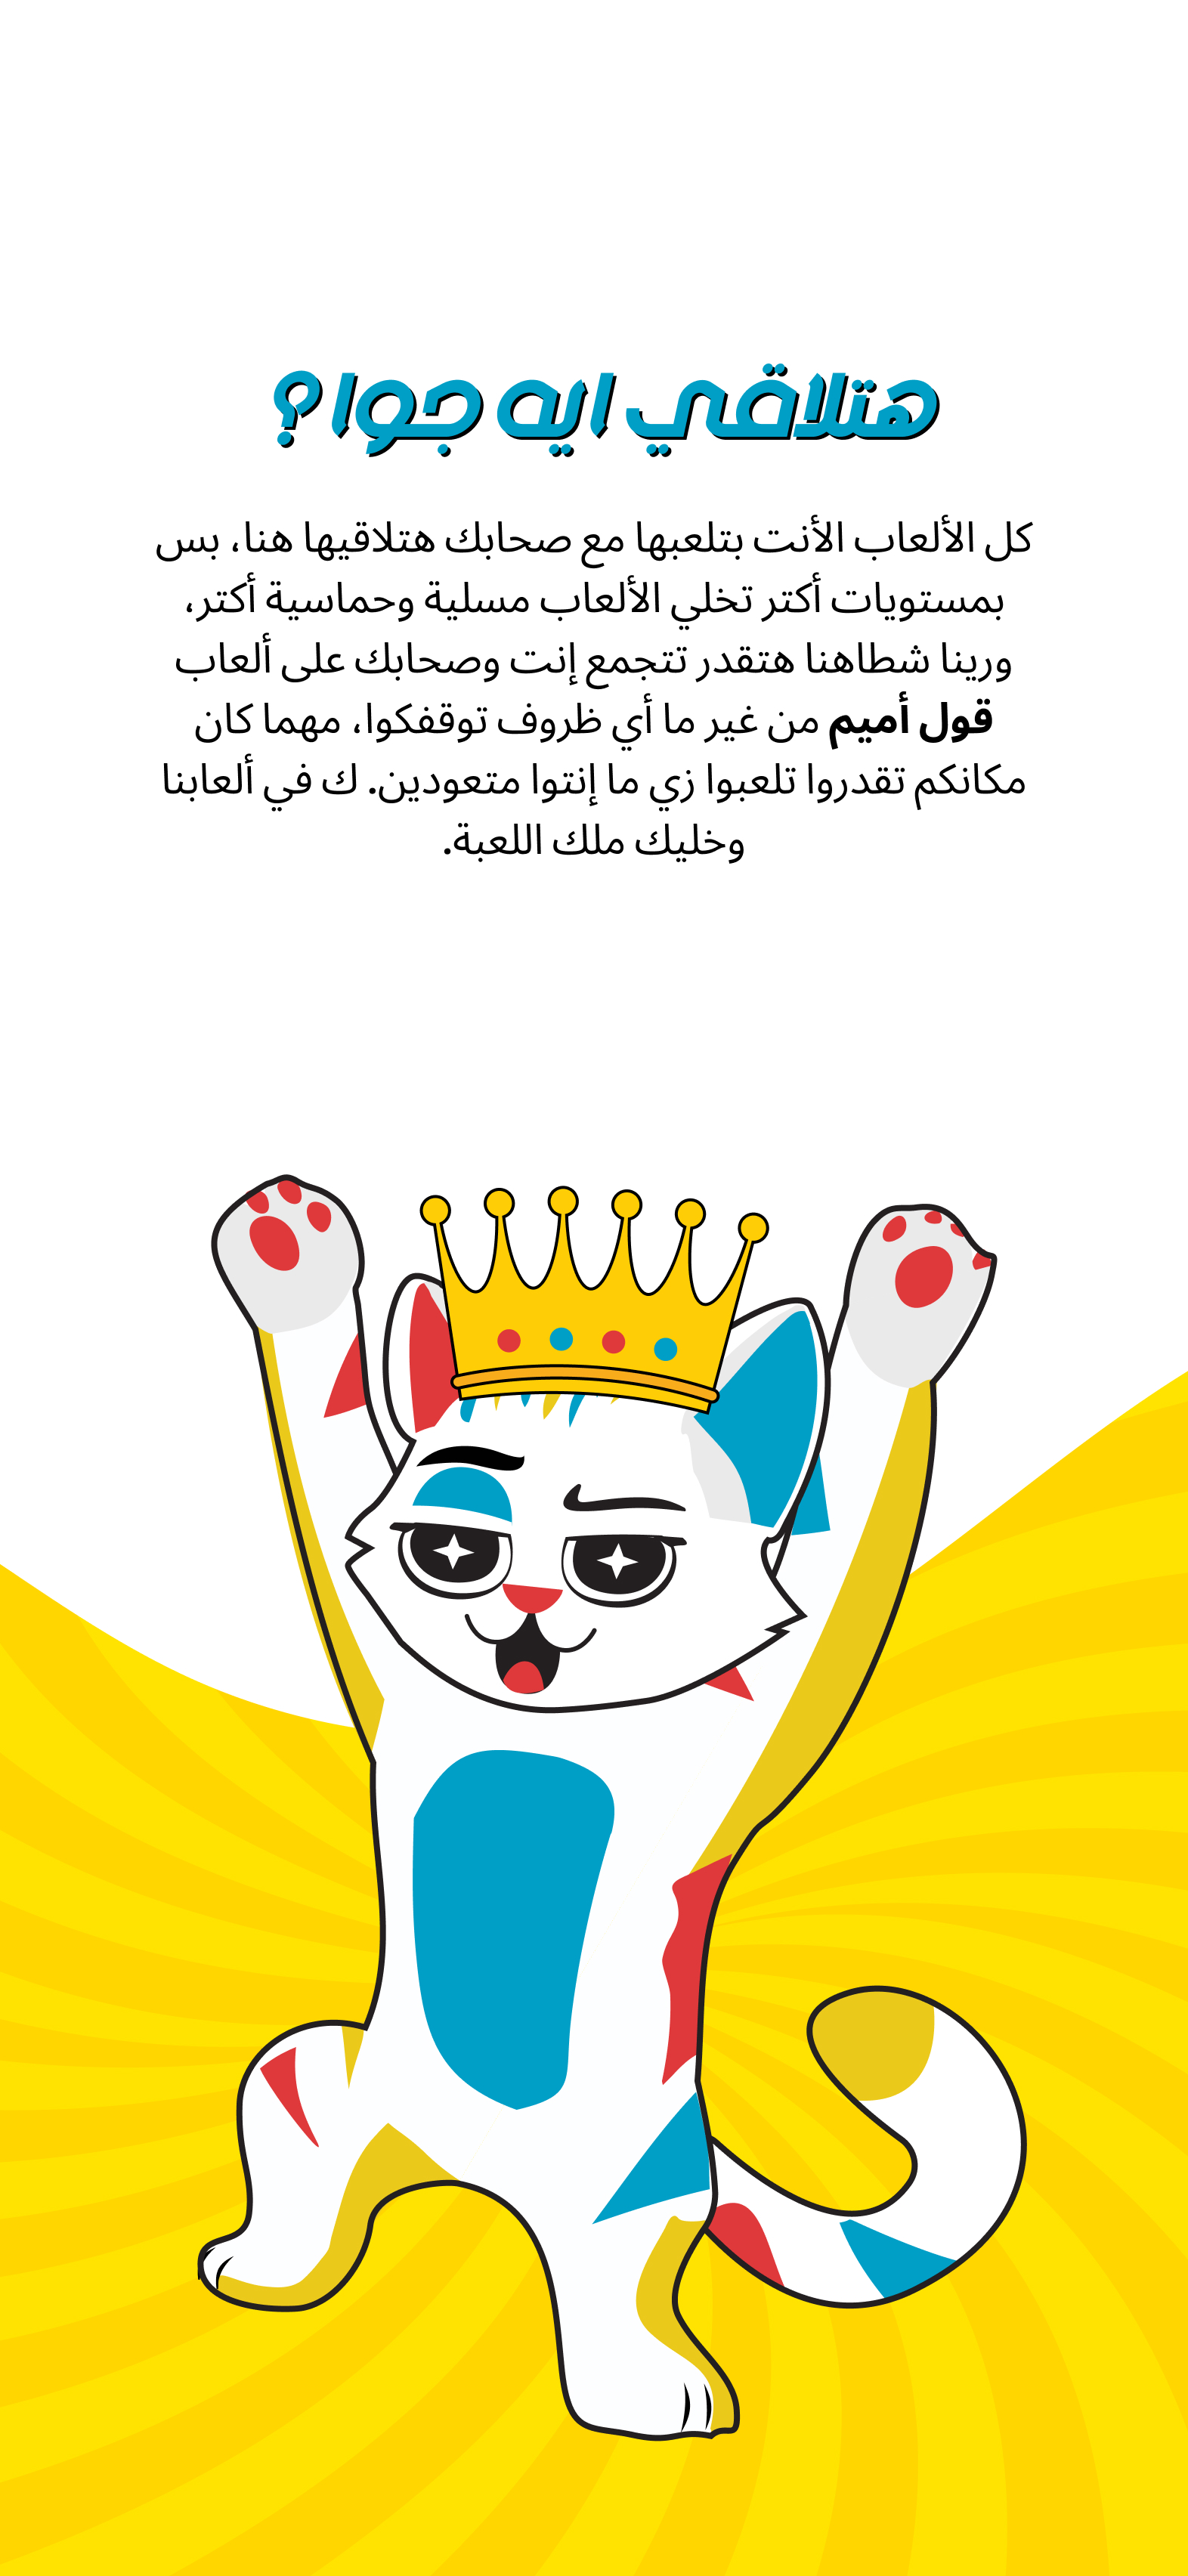 هتلاقي ايه جوا ؟
كل الألعاب الأنت بتلعبها مع صحابك هتلاقيها هنا، بس
بمستويات أكتر تخلي الألعاب مسلية وحماسية أكتر،
ورينا شطاهنا هتقدر تتجمع إنت وصحابك على ألعاب
قول أميم من غير ما أي ظروف توقفكوا، مهما كان
مكانكم تقدروا تلعبوا زي ما إنتوا متعودين. ك في ألعابنا
وخليك ملك اللعبة.